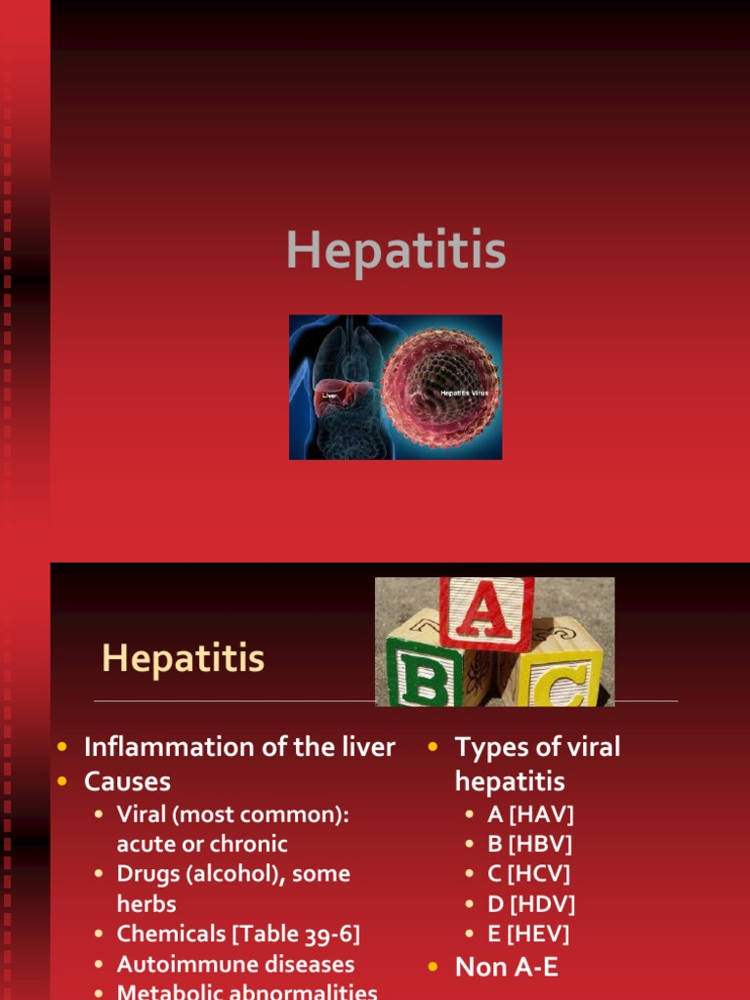 Hepatitis
Liver
Hepatitis Virus
A
B
C
Hepatitis
• Inflammation of the liver
• Causes
• Viral (most common):
acute or chronic
• Drugs (alcohol), some
herbs
• Chemicals [Table 39-6]
• Autoimmune diseases
• Metabolic abnormalities
• Types of viral
hepatitis
• A [HAV]
• B [HBV]
• C [HCV]
• D [HDV]
• E [HEV]
• Non A-E